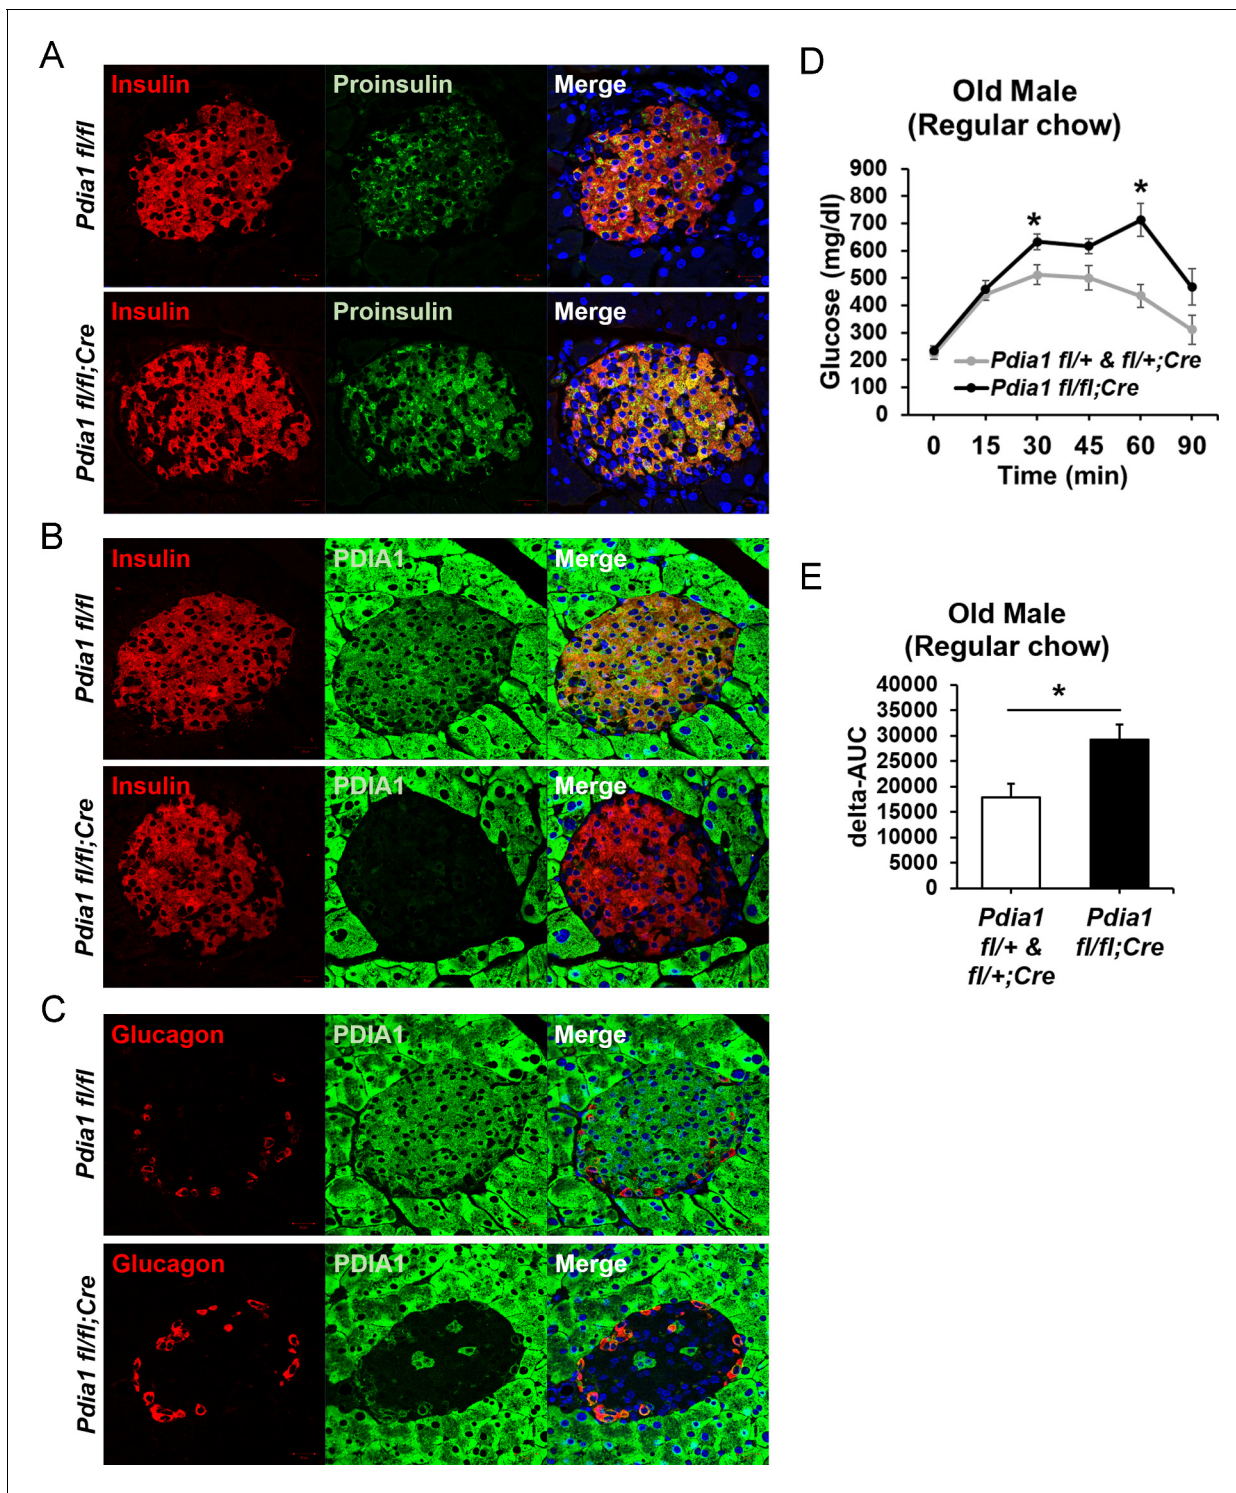 A
Insulin
Proinsulin
Merge
Pdia1 fl/fl
Insulin
Proinsulin
Merge
Pdia1 fl/fl;Cre
B
Insulin
PDIA1
Merge
Pdia1 fl/fl
Insulin
PDIA1
Merge
Pdia1 fl/fl;Cre
C
Glucagon
PDIA1
Merge
Pdia1 fl/fl
Glucagon
PDIA1
Merge
Pdia1 fl/fl;Cre
D
Old Male
(Regular chow)
Glucose (mg/dl)
900
800
700
600
500
400
300
200
100
0
*
*
Pdia1 fl/+ & fl/+;Cre
Pdia1 fl/fl;Cre
0 15 30 45 60 90
Time (min)
E
Old Male
(Regular chow)
delta-AUC
40000
35000
30000
25000
20000
15000
10000
5000
0
*
Pdia1
fl/+ &
fl/+;Cre
Pdia1
fl/fl;Cre